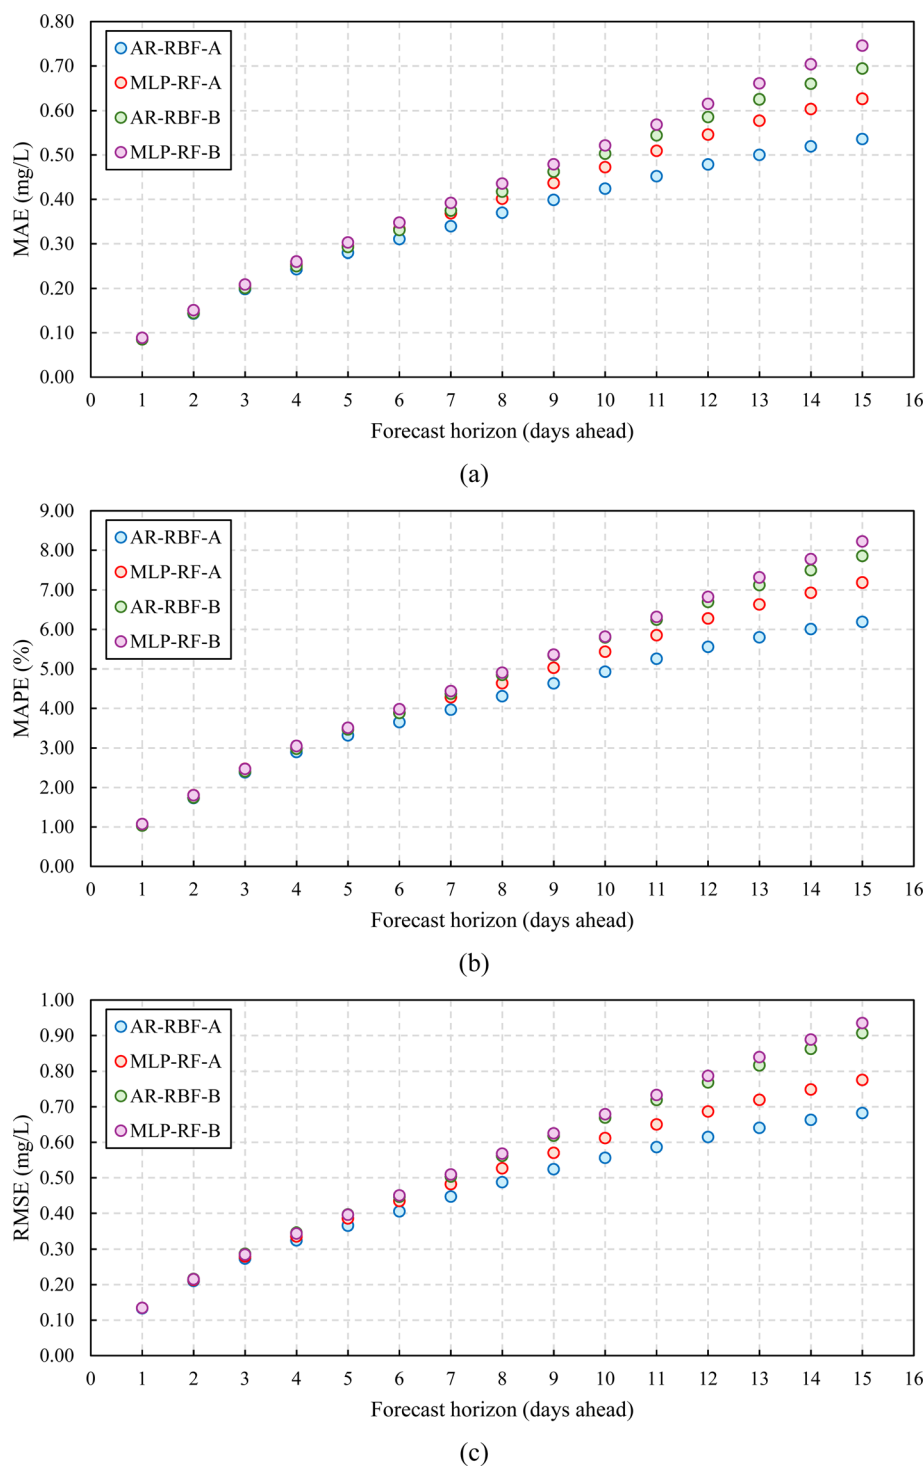 0.80
0.70
0.60
0.50
0.40
0.30
0.20
0.10
0.00
MAE (mg/L)
AR-RBF-A
MLP-RF-A
AR-RBF-B
MLP-RF-B
0 1 2 3 4 5 6 7 8 9 10 11 12 13 14 15 16
Forecast horizon (days ahead)
(a)
9.00
8.00
7.00
6.00
5.00
4.00
3.00
2.00
1.00
0.00
MAPE (%)
AR-RBF-A
MLP-RF-A
AR-RBF-B
MLP-RF-B
0 1 2 3 4 5 6 7 8 9 10 11 12 13 14 15 16
Forecast horizon (days ahead)
(b)
1.00
0.90
0.80
0.70
0.60
0.50
0.40
0.30
0.20
0.10
0.00
RMSE (mg/L)
AR-RBF-A
MLP-RF-A
AR-RBF-B
MLP-RF-B
0 1 2 3 4 5 6 7 8 9 10 11 12 13 14 15 16
Forecast horizon (days ahead)
(c)